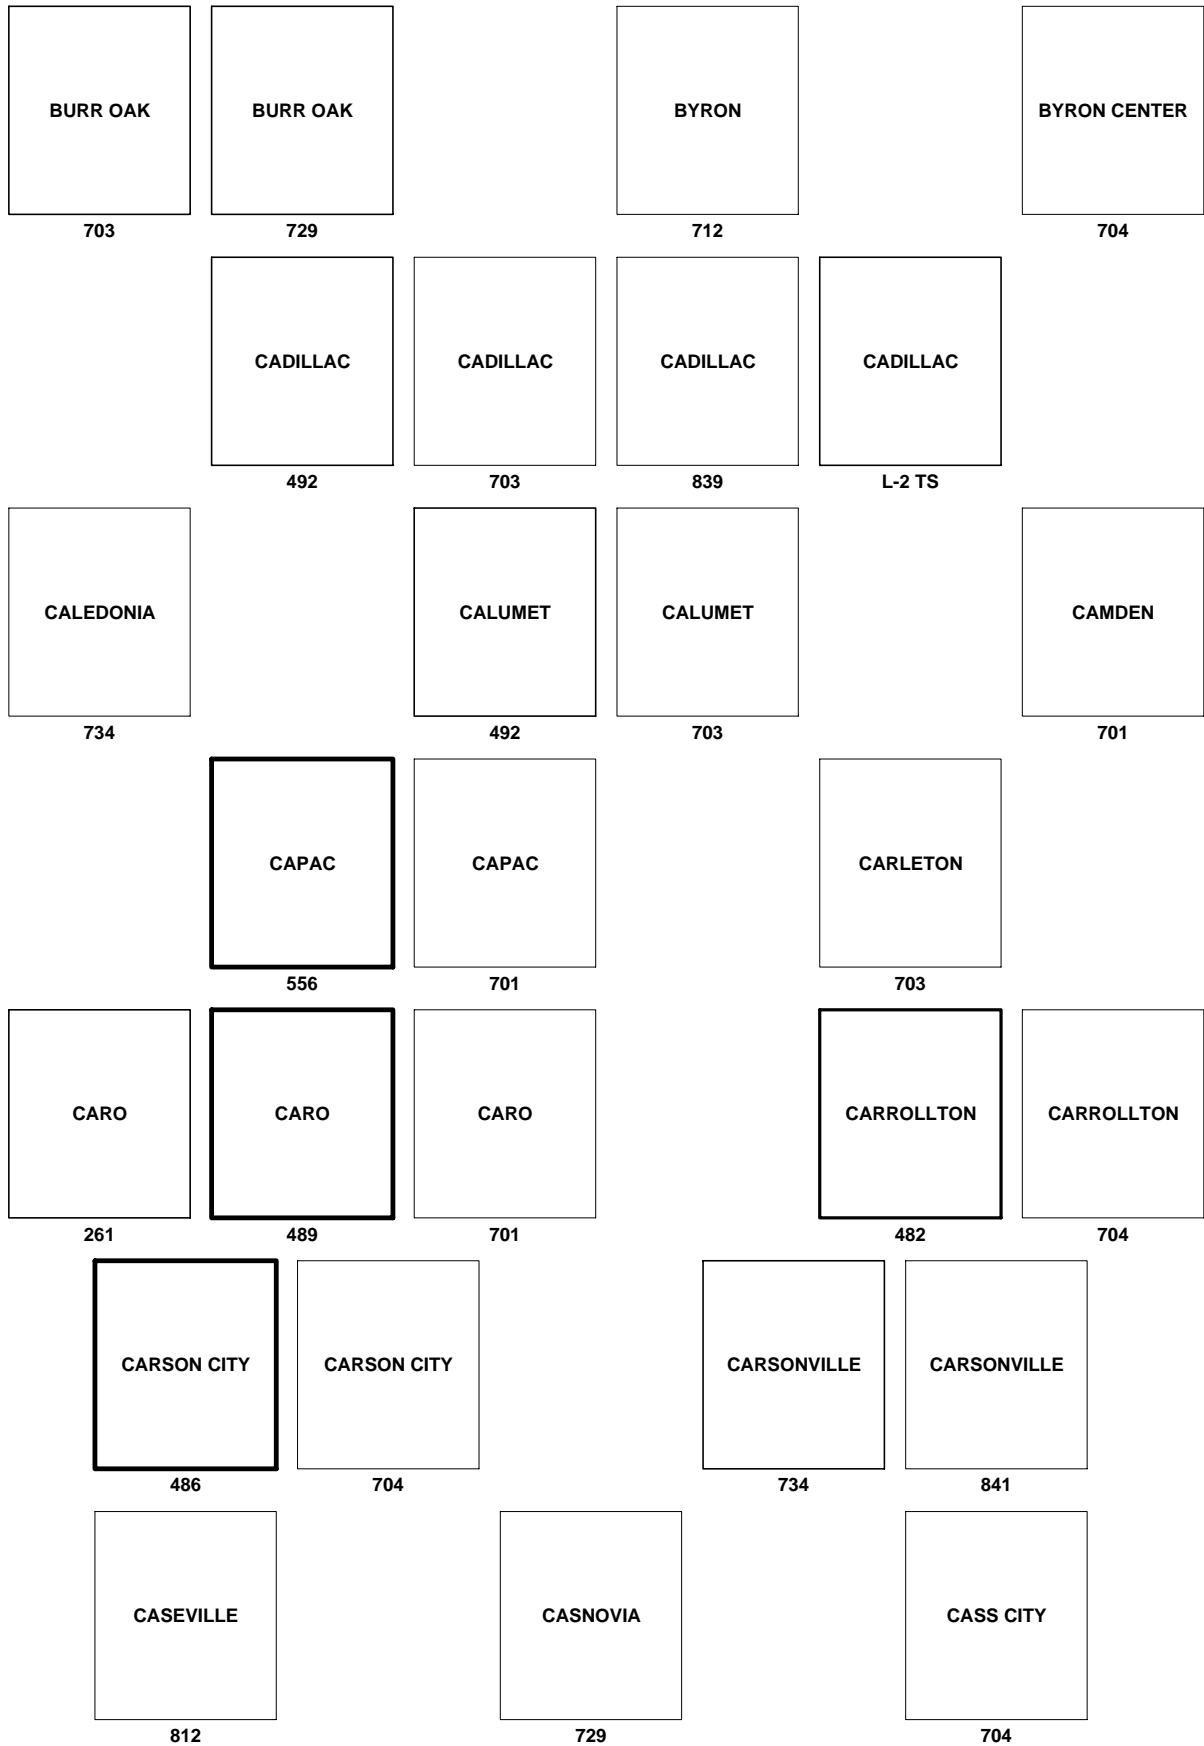 BURR OAK BURR OAK BYRON BYRON CENTER
703 729 712 704
CADILLAC CADILLAC CADILLAC CADILLAC
492 703 839 L-2 TS
CALEDONIA CALUMET CALUMET CAMDEN
734 492 703 701
CAPAC CAPAC CARLETON
556 701 703
CARO CARO CARO CARROLLTON CARROLLTON
261 489 701 482 704
CARSON CITY CARSON CITY CARSONVILLE CARSONVILLE
486 704 734 841
CASEVILLE CASNOVIA CASS CITY
812 729 704